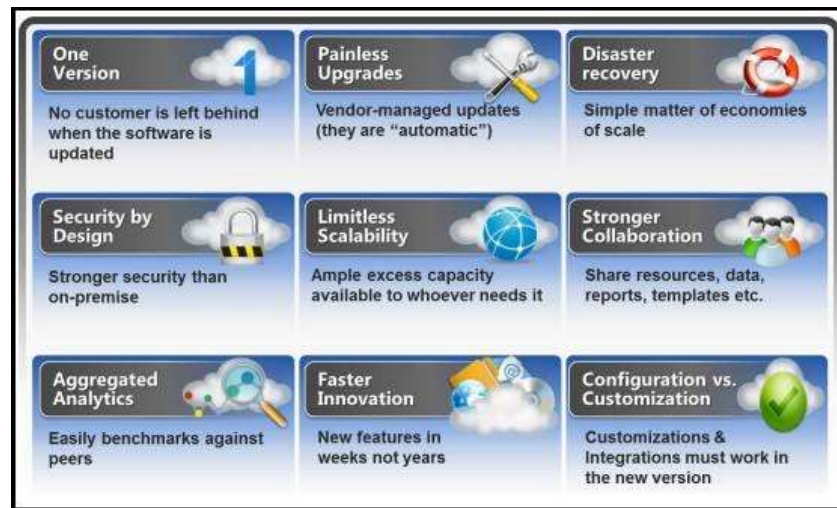 One
Version
1
No customer is left behind
when the software is
updated
Painless
Upgrades
Vendor-managed updates
(they are “automatic”)
Disaster
recovery
Simple matter of economies
of scale
Security by
Design
Stronger security than
on-premise
Limitless
Scalability
Ample excess capacity
available to whoever needs it
Stronger
Collaboration
Share resources, data,
reports, templates etc.
Aggregated
Analytics
Easily benchmarks against
peers
Faster
Innovation
@
New features in
weeks not years
Configuration vs.
Customization
Customizations &
Integrations must work in
the new version